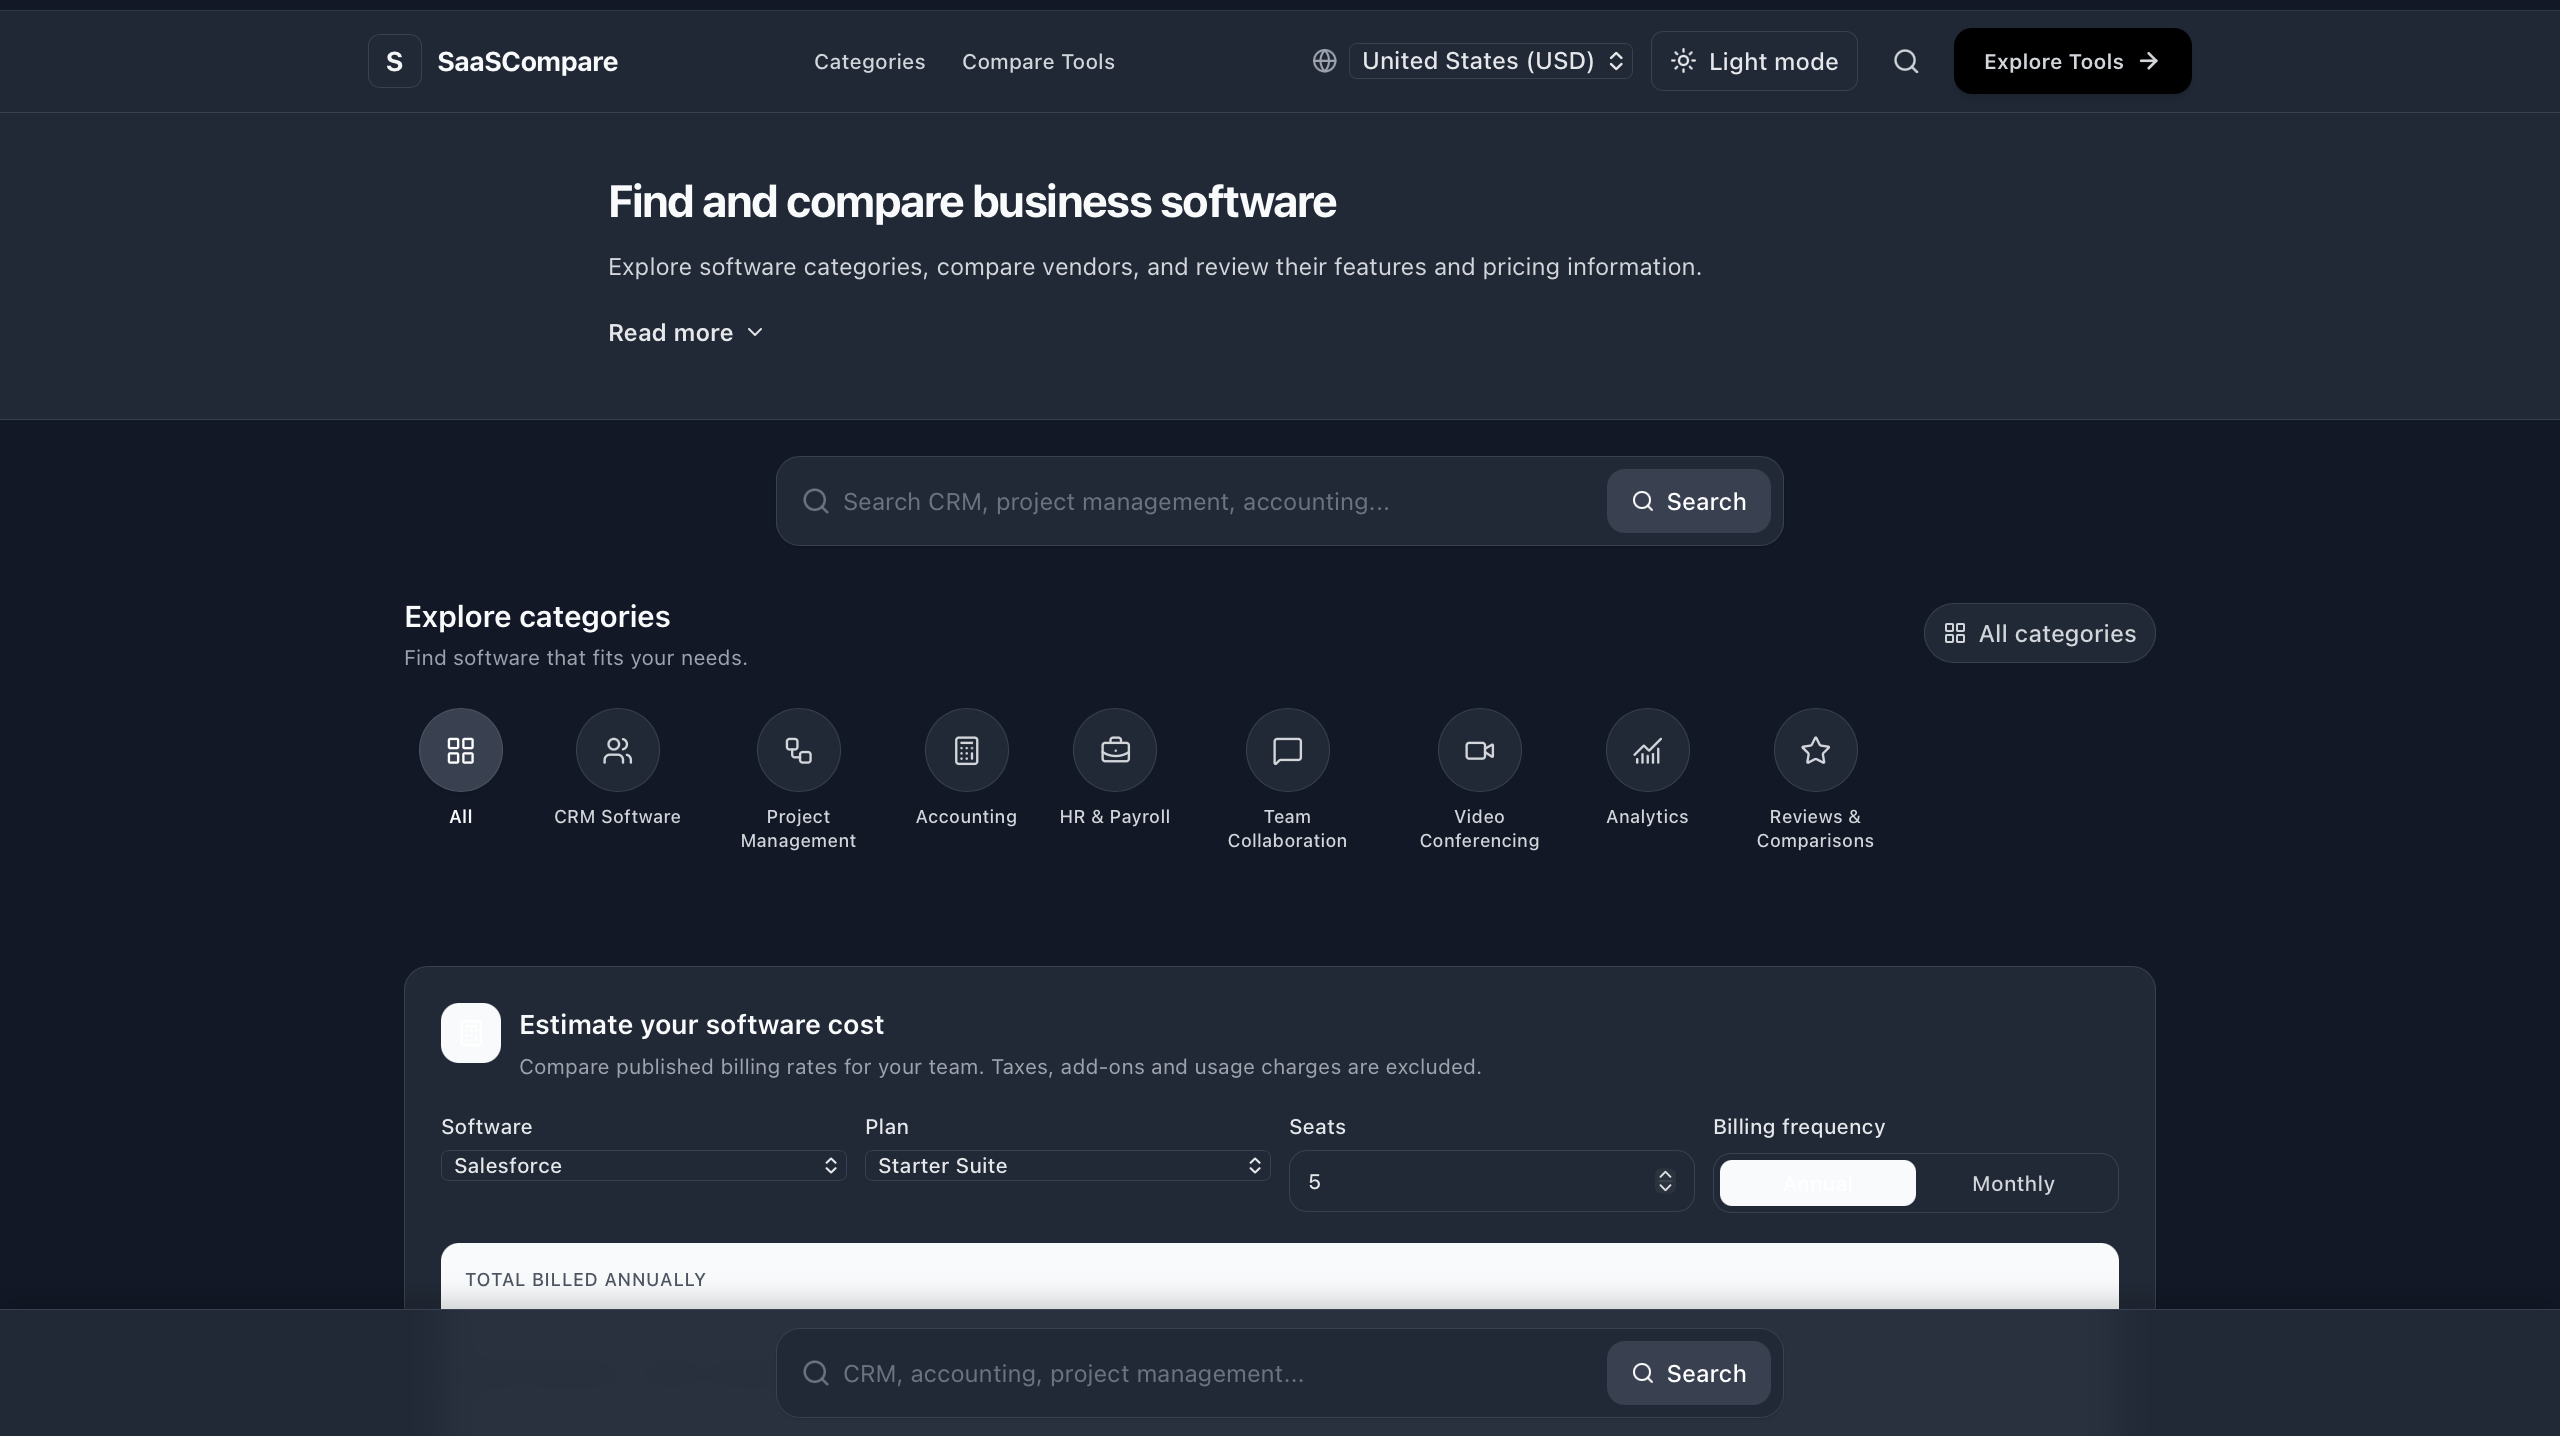 S SaaSCompare Categories Compare Tools United States (USD) Light mode Explore Tools
Find and compare business software
Explore software categories, compare vendors, and review their features and pricing information.
Read more
Search CRM, project management, accounting... Search
Explore categories
Find software that fits your needs.
All categories
All
CRM Software
Project
Management
Accounting
HR & Payroll
Team
Collaboration
Video
Conferencing
Analytics
Reviews &
Comparisons
Estimate your software cost
Compare published billing rates for your team. Taxes, add-ons and usage charges are excluded.
Software Plan Seats Billing frequency
Salesforce Starter Suite 5 Annual Monthly
TOTAL BILLED ANNUALLY
CRM, accounting, project management... Search